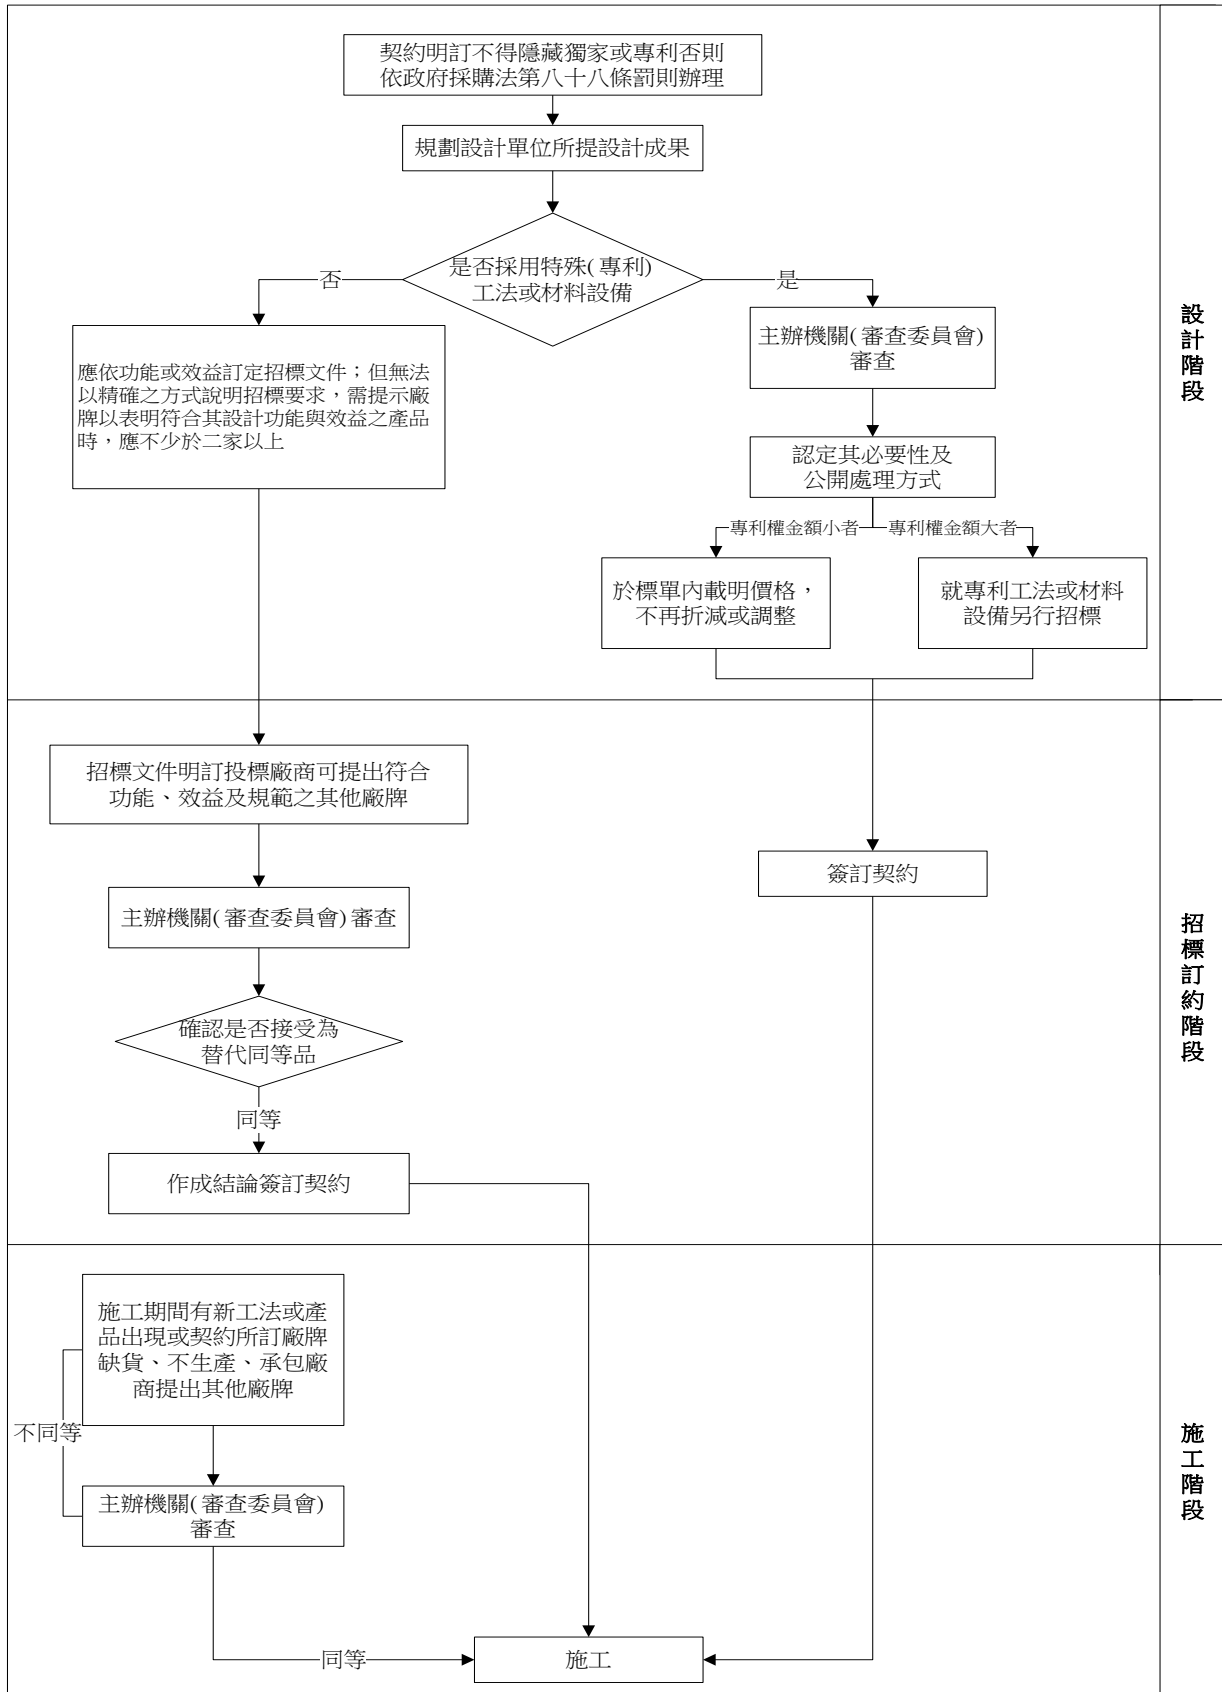 契約明訂不得隱藏獨家或專利否則
依政府採購法第八十八條罰則辦理
規劃設計單位所提設計成果
是否採用特殊(專利)
工法或材料設備
否
是
應依功能或效益訂定招標文件；但無法
以精確之方式說明招標要求，需提示廠
牌以表明符合其設計功能與效益之產品
時，應不少於二家以上
主辦機關(審查委員會)
審查
認定其必要性及
公開處理方式
專利權金額小者
專利權金額大者
於標單內載明價格，
不再折減或調整
就專利工法或材料
設備另行招標
設計階段
招標文件明訂投標廠商可提出符合
功能、效益及規範之其他廠牌
主辦機關(審查委員會)審查
確認是否接受為
替代同等品
同等
作成結論簽訂契約
簽訂契約
招標訂約階段
施工期間有新工法或產
品出現或契約所訂廠牌
缺貨、不生產、承包廠
商提出其他廠牌
不同等
主辦機關(審查委員會)
審查
同等
施工
施工階段